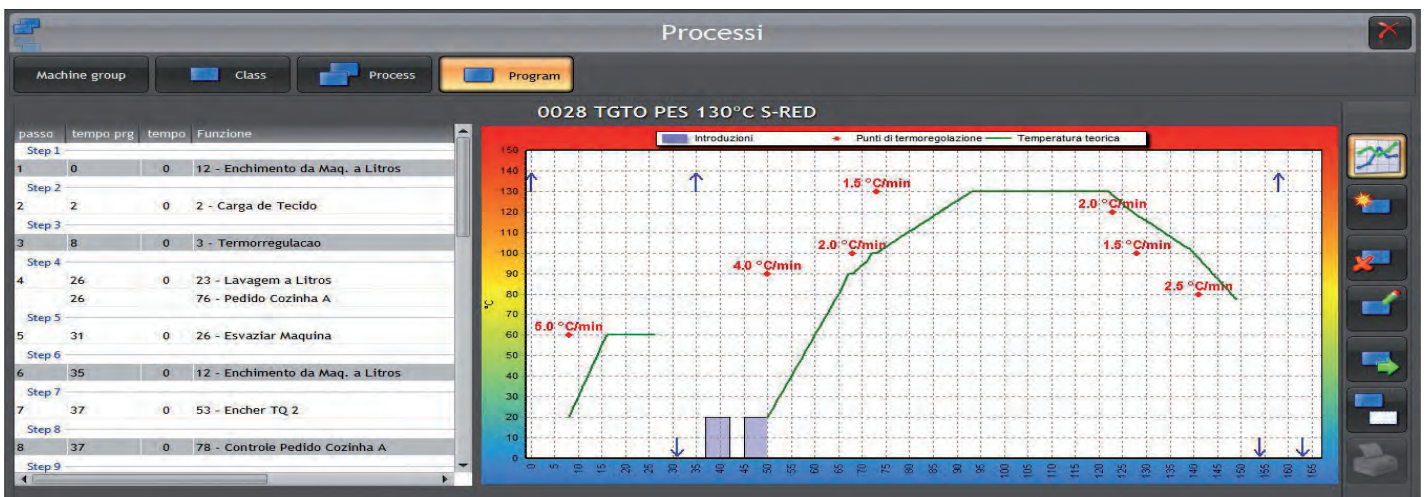 Processi
Machine group Class Process Program
0028 TGTO PES 130°C S-RED
passo tempo prg tempo Funzione
Step 1
1 0 0 12 - Enchimento da Maq. a Litros
Step 2
2 2 0 2 - Carga de Tecido
Step 3
3 8 0 3 - Termorregulacao
Step 4
4 26 0 23 - Lavagem a Litros
26 76 - Pedido Cozinha A
Step 5
5 31 0 26 - Esvaziar Maquina
Step 6
6 35 0 12 - Enchimento da Maq. a Litros
Step 7
7 37 0 53 - Encher TQ 2
Step 8
8 37 0 78 - Controle Pedido Cozinha A
Step 9
Introduzioni Punti di termoregolazione Temperatura teorica
150
140
130
120
110
100
90
80
70
60
50
40
30
20
10
0
°C
5.0 °C/min
4.0 °C/min
2.0 °C/min
1.5 °C/min
2.0 °C/min
1.5 °C/min
2.5 °C/min
0 5 10 15 20 25 30 35 40 45 50 55 60 65 70 75 80 85 90 95 100 105 110 115 120 125 130 135 140 145 150 155 160 165